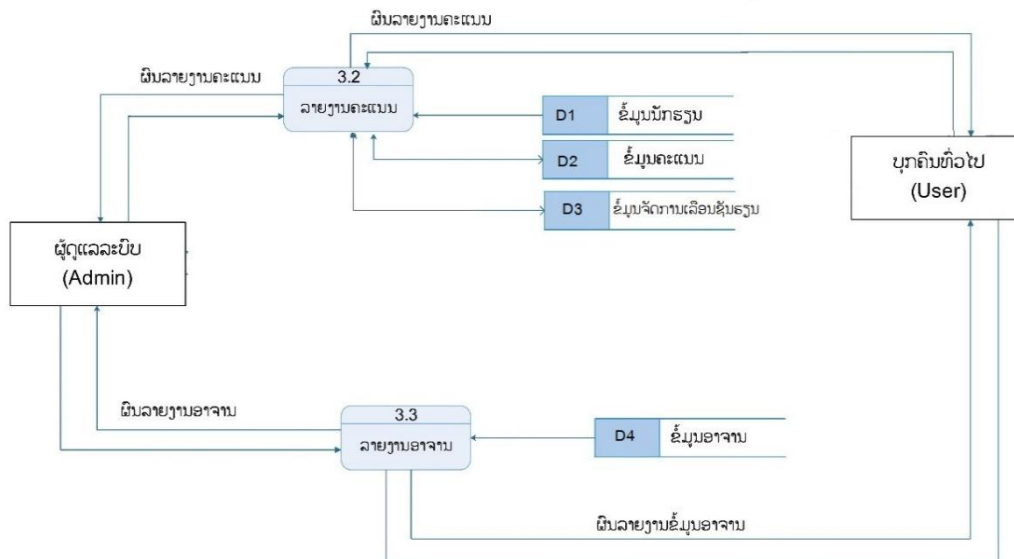 ຜົນລາຍງານຄະແນນ
ຜົນລາຍງານຄະແນນ
3.2
ລາຍງານຄະແນນ
D1 ຂໍ້ມູນນັກຮຽນ
D2 ຂໍ້ມູນຄະແນນ
D3 ຂໍ້ມູນຈັດການເລືອນຊັນຮຽນ
ບຸກຄົນທົ່ວໄປ
(User)
ຜູ້ດູແລລະບົບ
(Admin)
ຜົນລາຍງານອາຈານ
3.3
ລາຍງານອາຈານ
D4 ຂໍ້ມູນອາຈານ
ຜົນລາຍງານຂໍ້ມູນອາຈານ